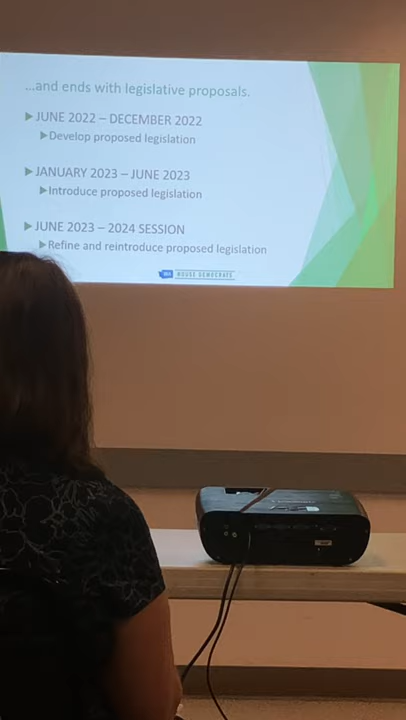 ...and ends with legislative proposals.
JUNE 2022 – DECEMBER 2022
Develop proposed legislation
JANUARY 2023 – JUNE 2023
Introduce proposed legislation
JUNE 2023 – 2024 SESSION
Refine and reintroduce proposed legislation
HOUSE DEMOCRATS